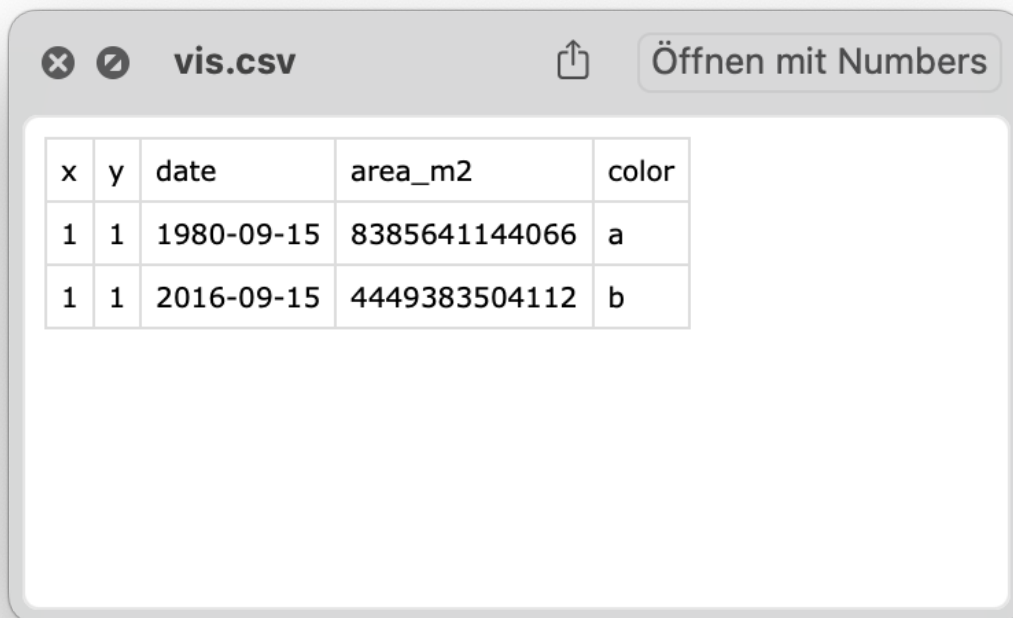 vis.csv Öffnen mit Numbers
x y date area_m2 color
1 1 1980-09-15 8385641144066 a
1 1 2016-09-15 4449383504112 b